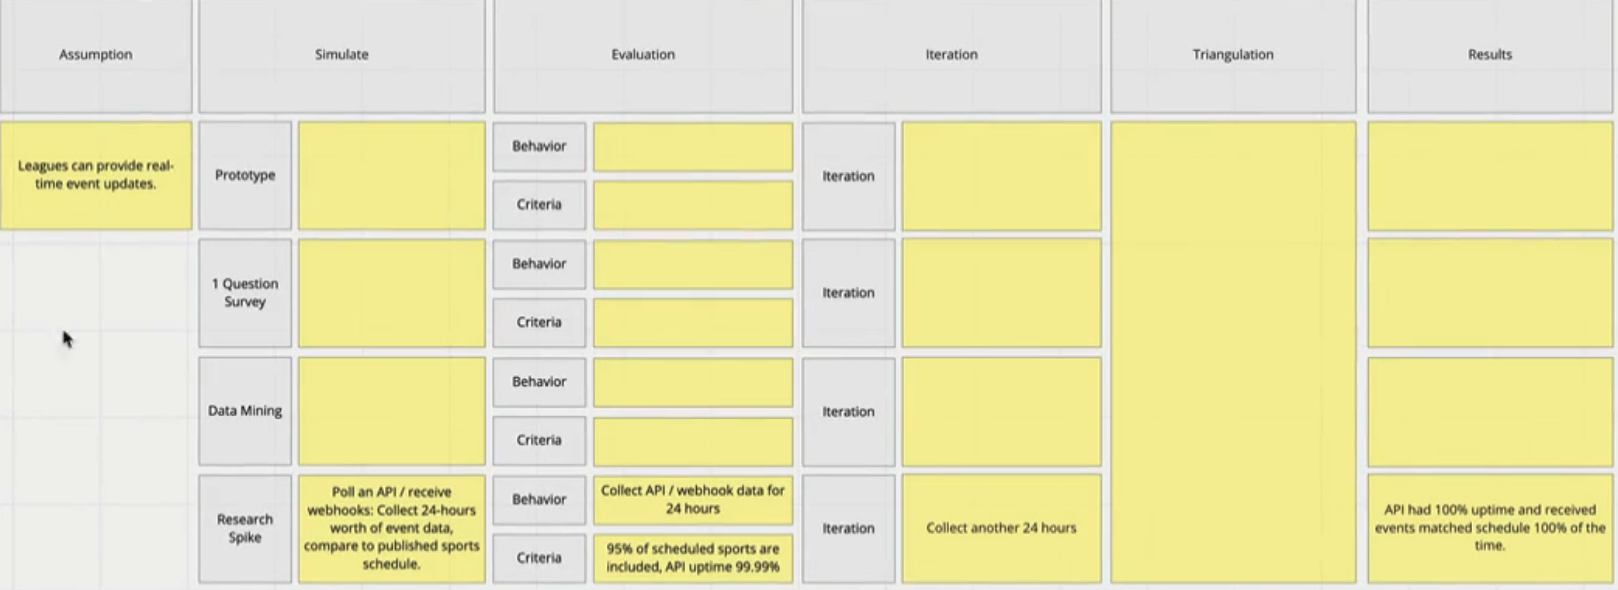 Assumption
Simulate
Evaluation
Iteration
Triangulation
Results
Leagues can provide real-
time event updates.
Prototype
Behavior
Criteria
Iteration
1 Question
Survey
Behavior
Criteria
Iteration
Data Mining
Behavior
Criteria
Iteration
Research
Spike
Poll an API / receive
webhooks: Collect 24-hours
worth of event data,
compare to published sports
schedule.
Behavior
Collect API / webhook data for
24 hours
Criteria
95% of scheduled sports are
included, API uptime 99.99%
Iteration
Collect another 24 hours
API had 100% uptime and received
events matched schedule 100% of the
time.